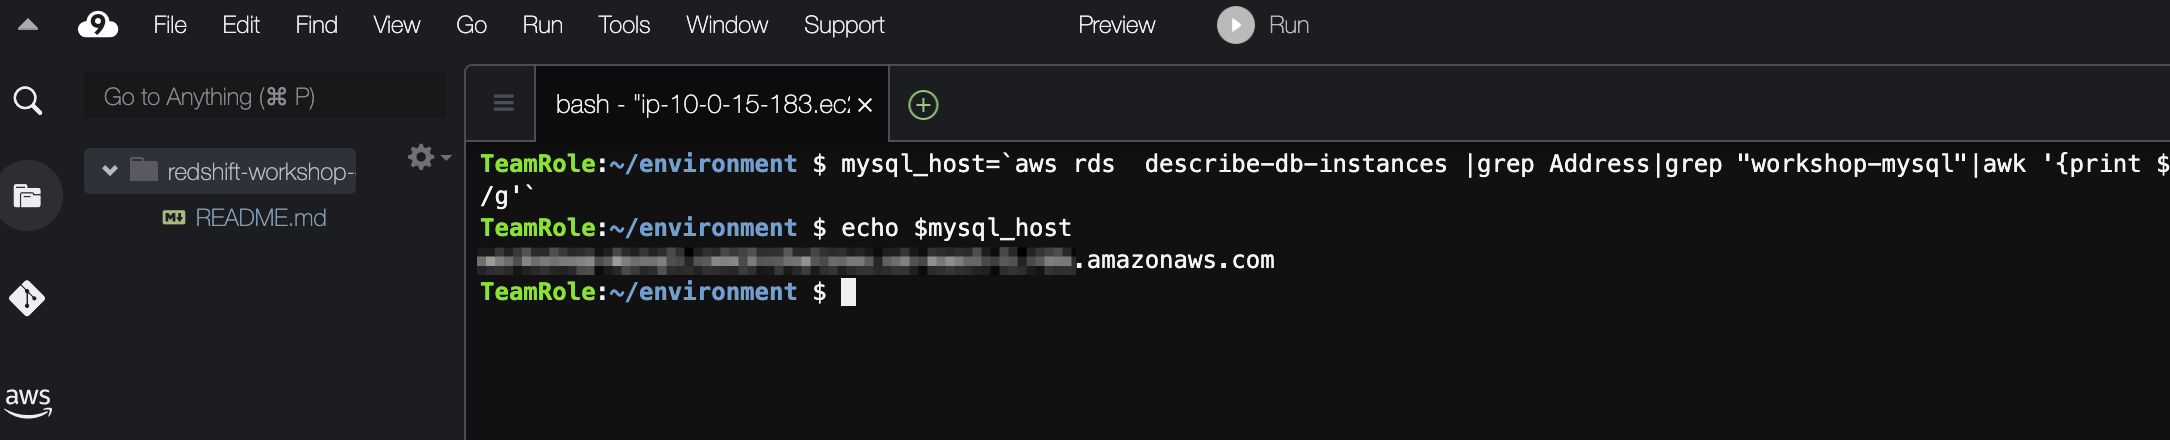 9 File Edit Find View Go Run Tools Window Support Preview Run
Go to Anything (⌘ P)
bash - "ip-10-0-15-183.ec2
redshift-workshop-
README.md
aws
TeamRole:~/environment $ mysql_host=`aws rds  describe-db-instances |grep Address|grep "workshop-mysql"|awk '{print $
/g'`
TeamRole:~/environment $ echo $mysql_host
.amazonaws.com
TeamRole:~/environment $